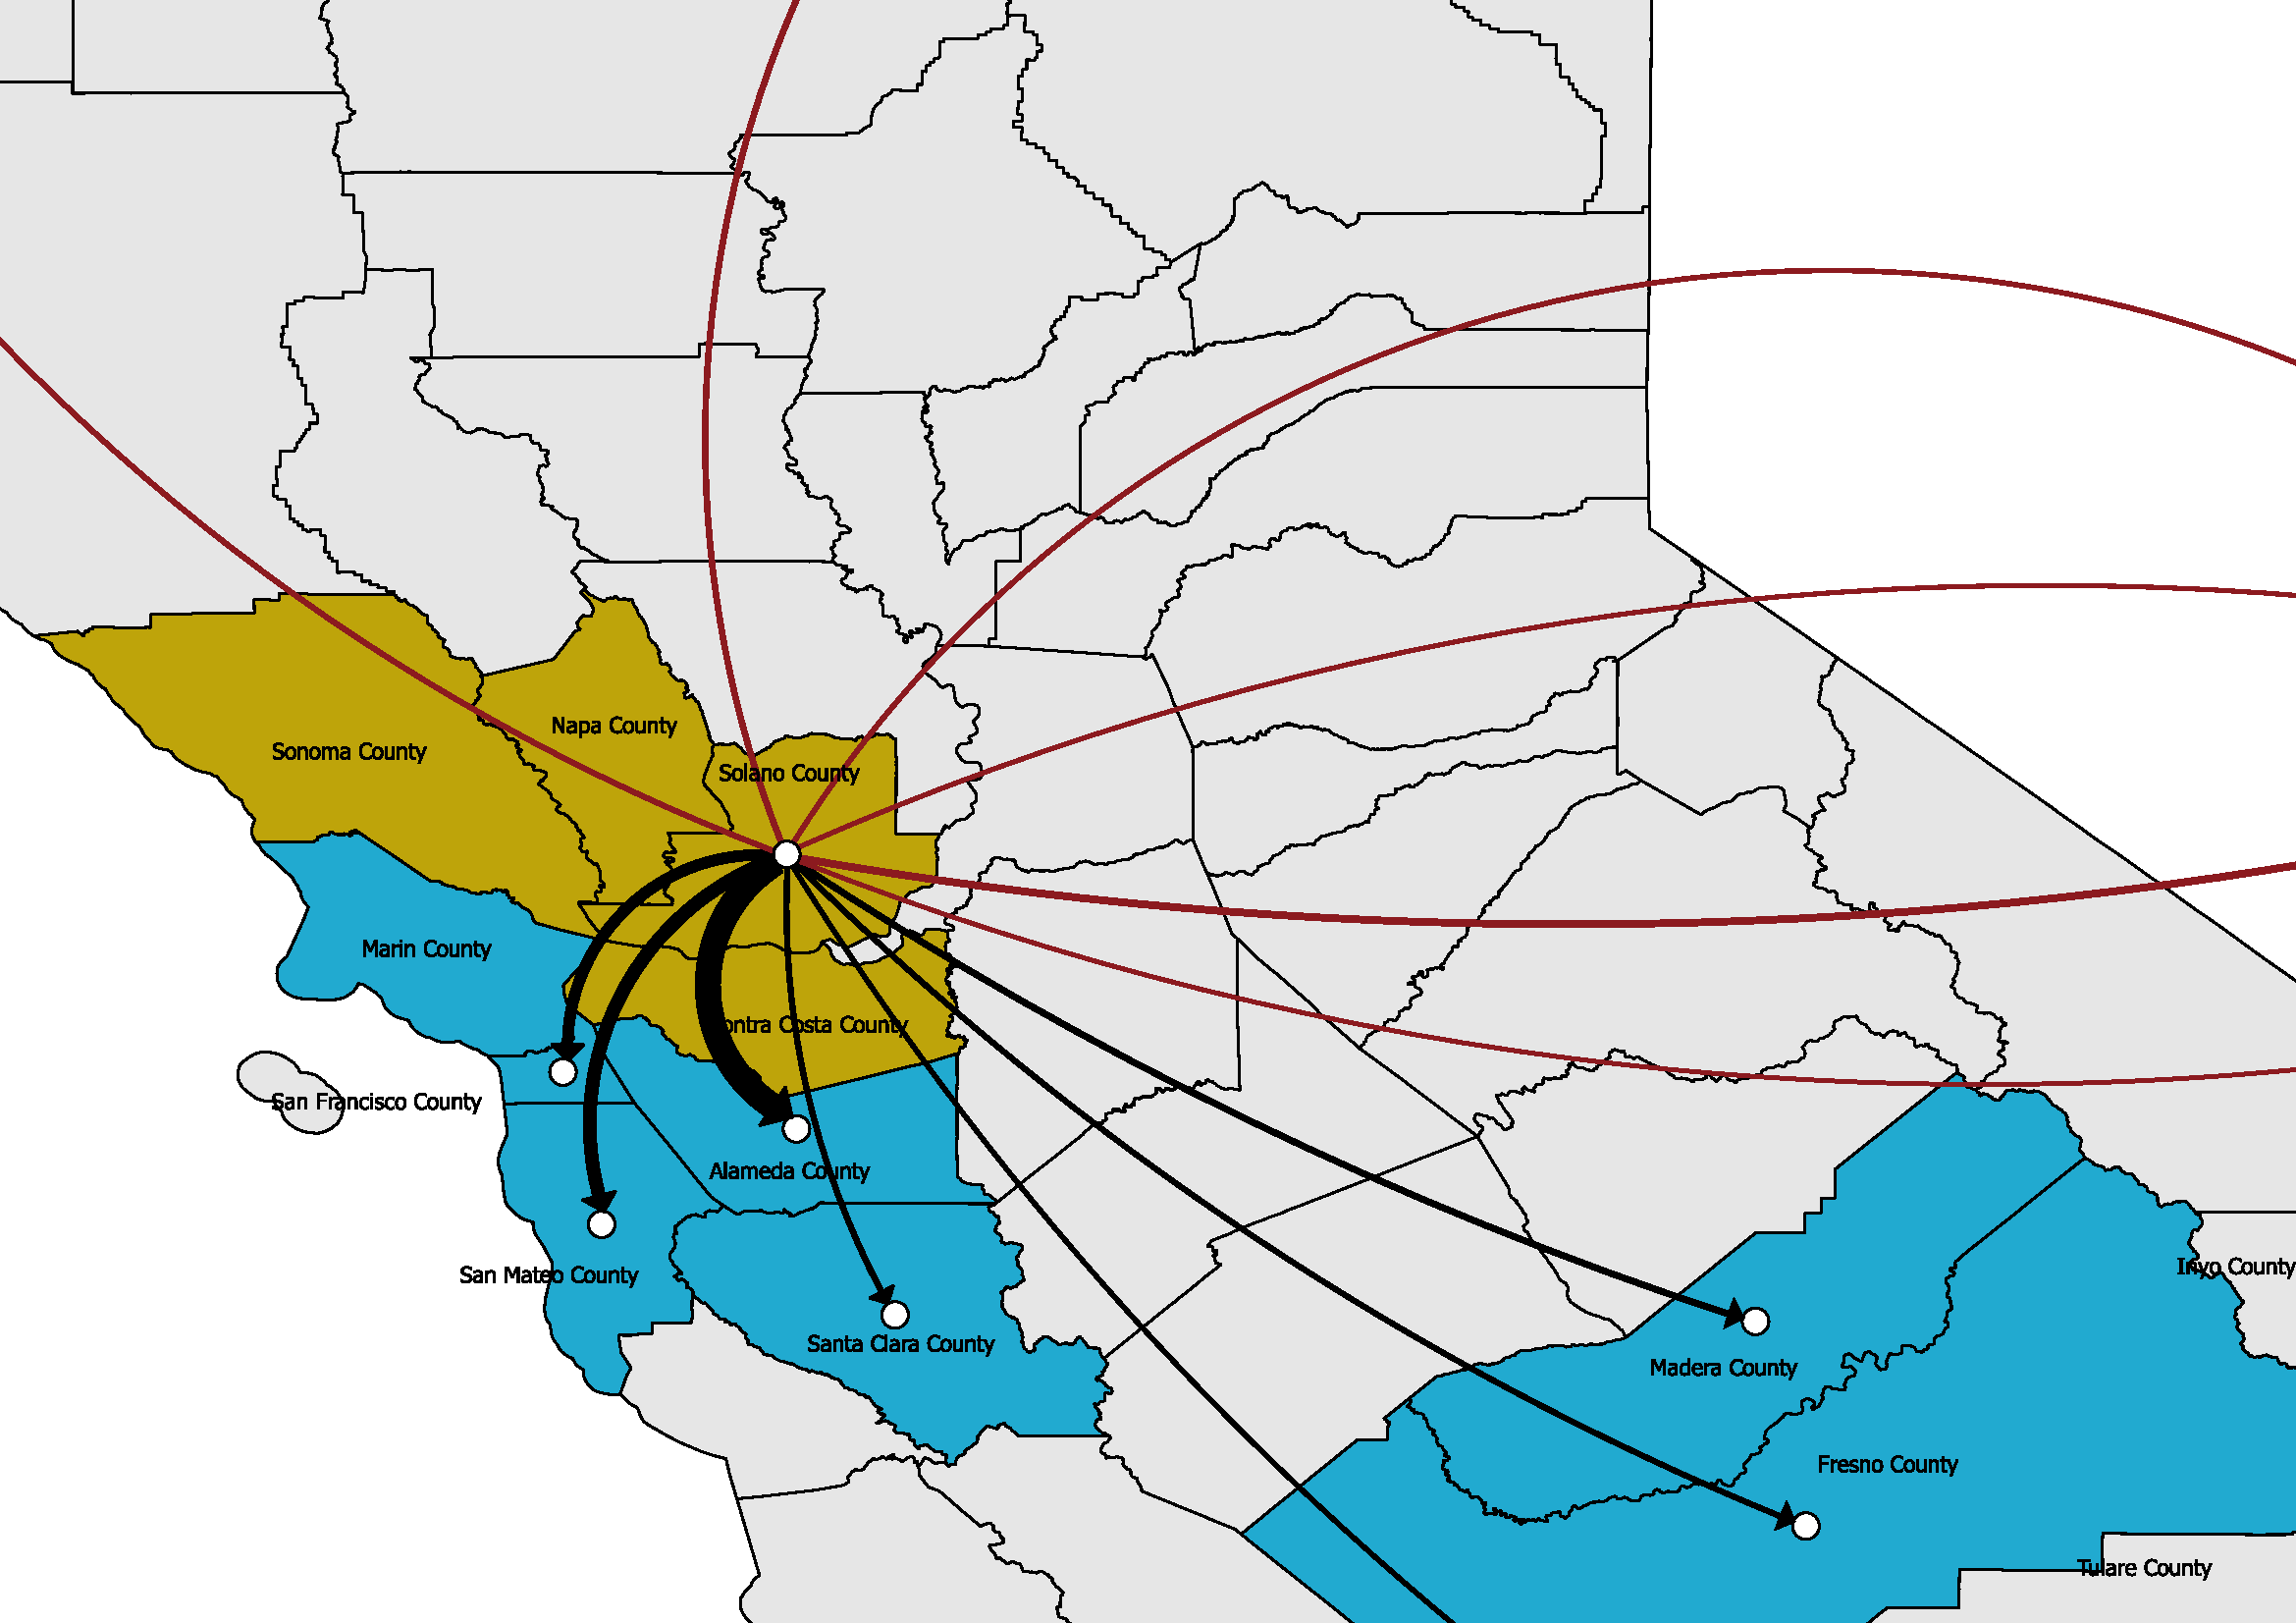 Napa County
Sonoma County
Solano County
Marin County
ontra Costa County
San Francisco County
Alameda County
San Mateo County
Inyo County
Santa Clara County
Madera County
Fresno County
Tulare County